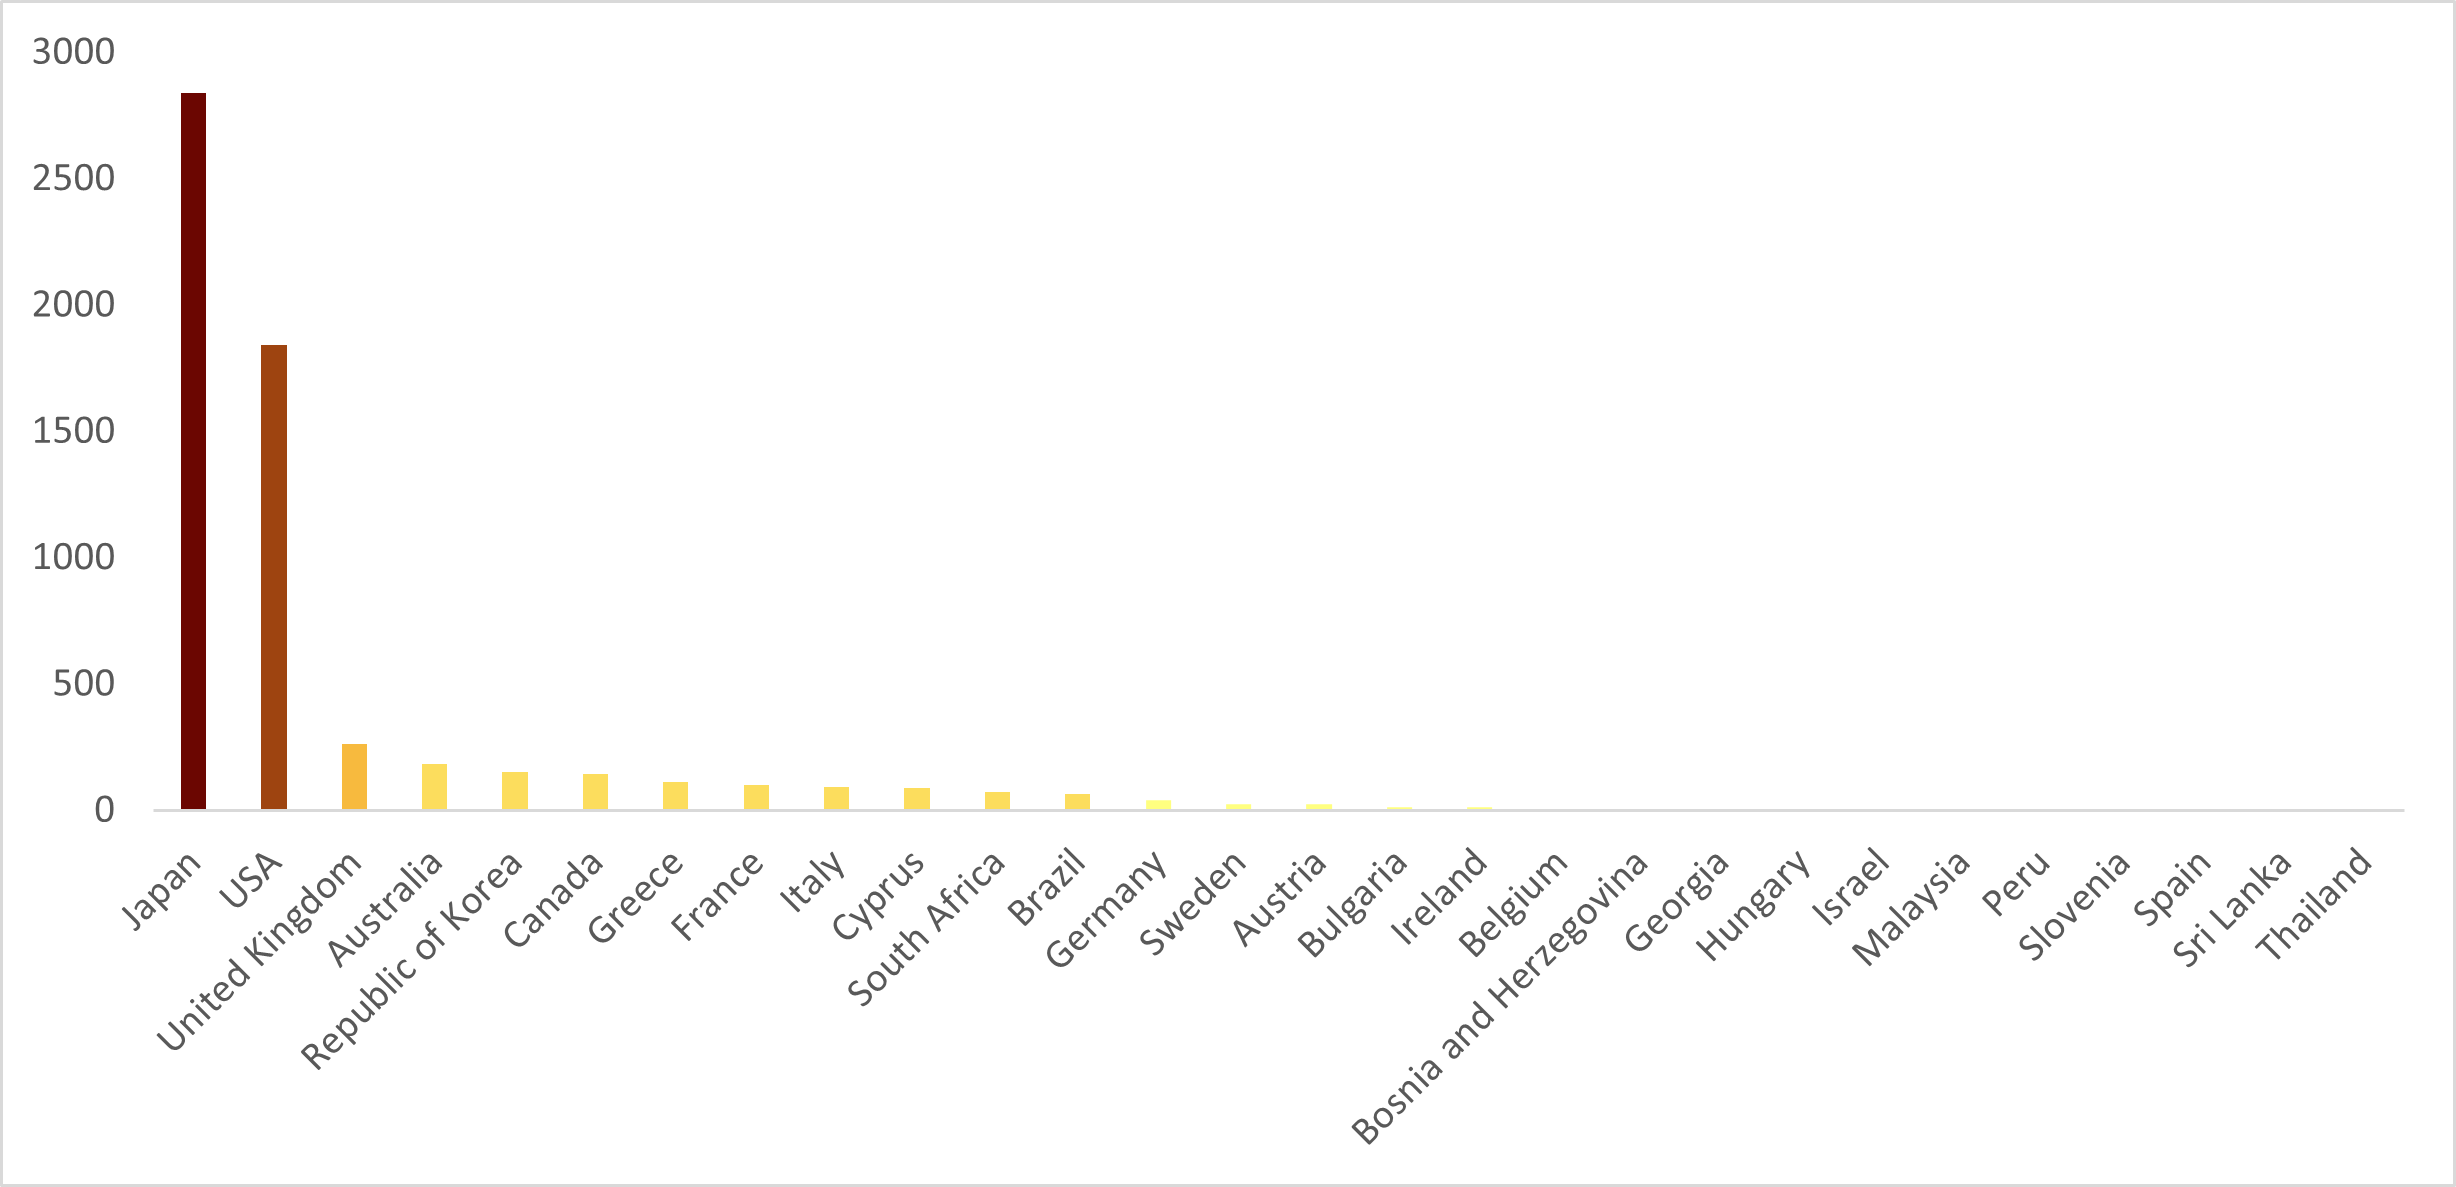 3000
2500
2000
1500
1000
500
0
Japan
USA
United Kingdom
Australia
Republic of Korea
Canada
Greece
France
Italy
Cyprus
South Africa
Brazil
Germany
Sweden
Austria
Bulgaria
Ireland
Belgium
Bosnia and Herzegovina
Georgia
Hungary
Israel
Malaysia
Peru
Slovenia
Spain
Sri Lanka
Thailand